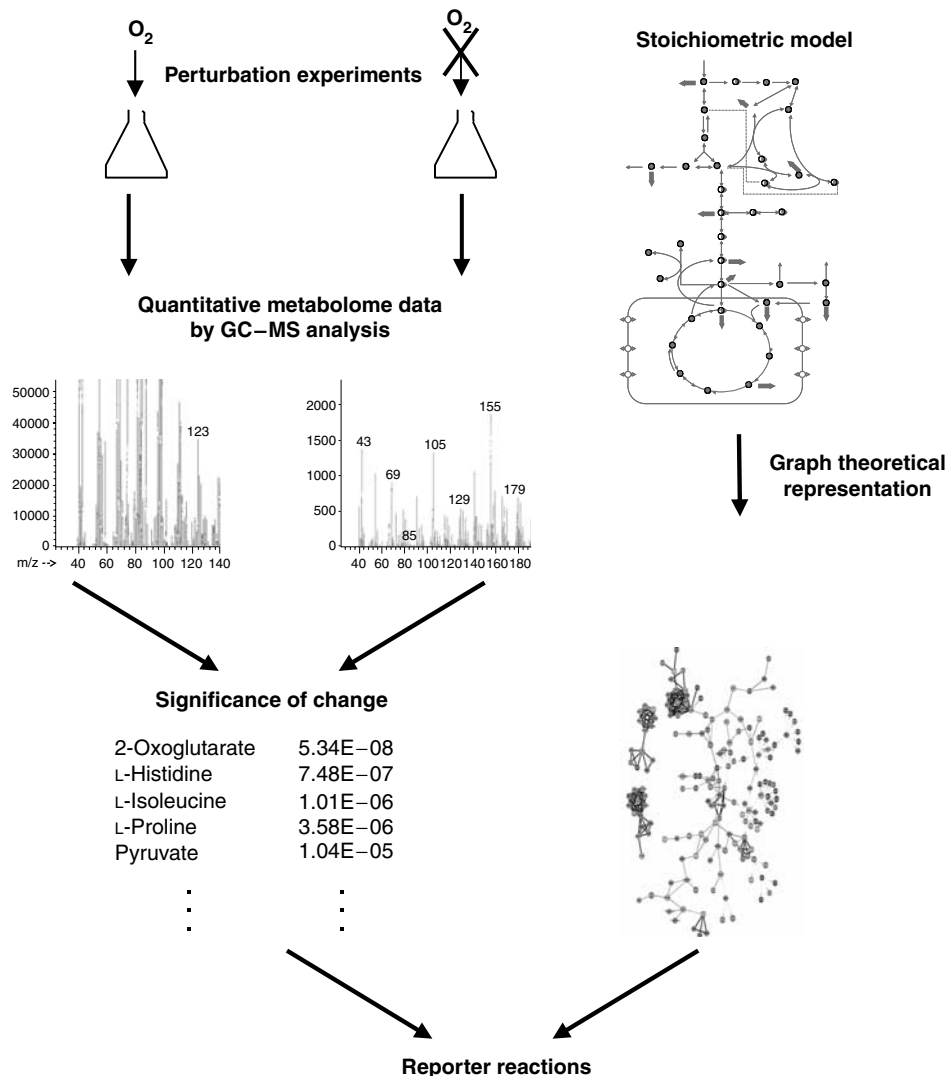 O2
O2
Perturbation experiments
Stoichiometric model
Quantitative metabolome data
by GC–MS analysis
50000
40000
30000
20000
10000
0
m/z -->
40 60 80 100 120 140
123
2000
1500
1000
500
0
40 60 80 100 120 140 160 180
43
69
85
105
129
155
179
Graph theoretical
representation
Significance of change
2-Oxoglutarate 5.34E−08
L-Histidine 7.48E−07
L-Isoleucine 1.01E−06
L-Proline 3.58E−06
Pyruvate 1.04E−05
Reporter reactions